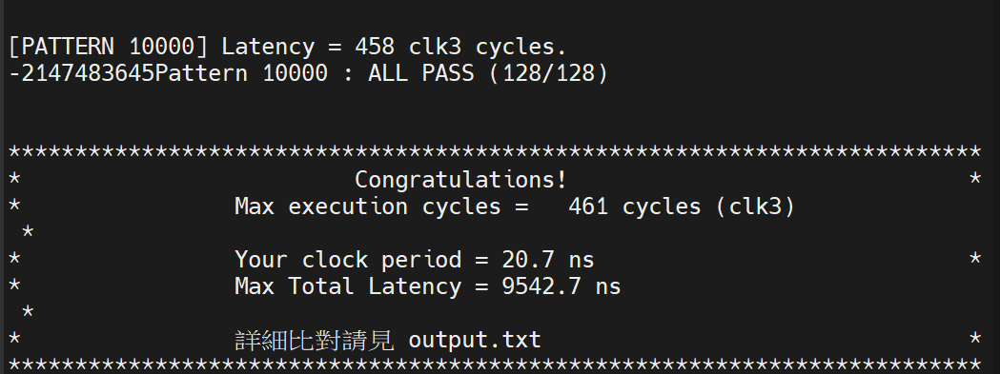 [PATTERN 10000] Latency = 458 clk3 cycles.
-2147483645Pattern 10000 : ALL PASS (128/128)
*************************************************************************
* Congratulations! *
* Max execution cycles = 461 cycles (clk3)
*
* Your clock period = 20.7 ns *
* Max Total Latency = 9542.7 ns
*
* 詳細比對請見 output.txt *
*************************************************************************